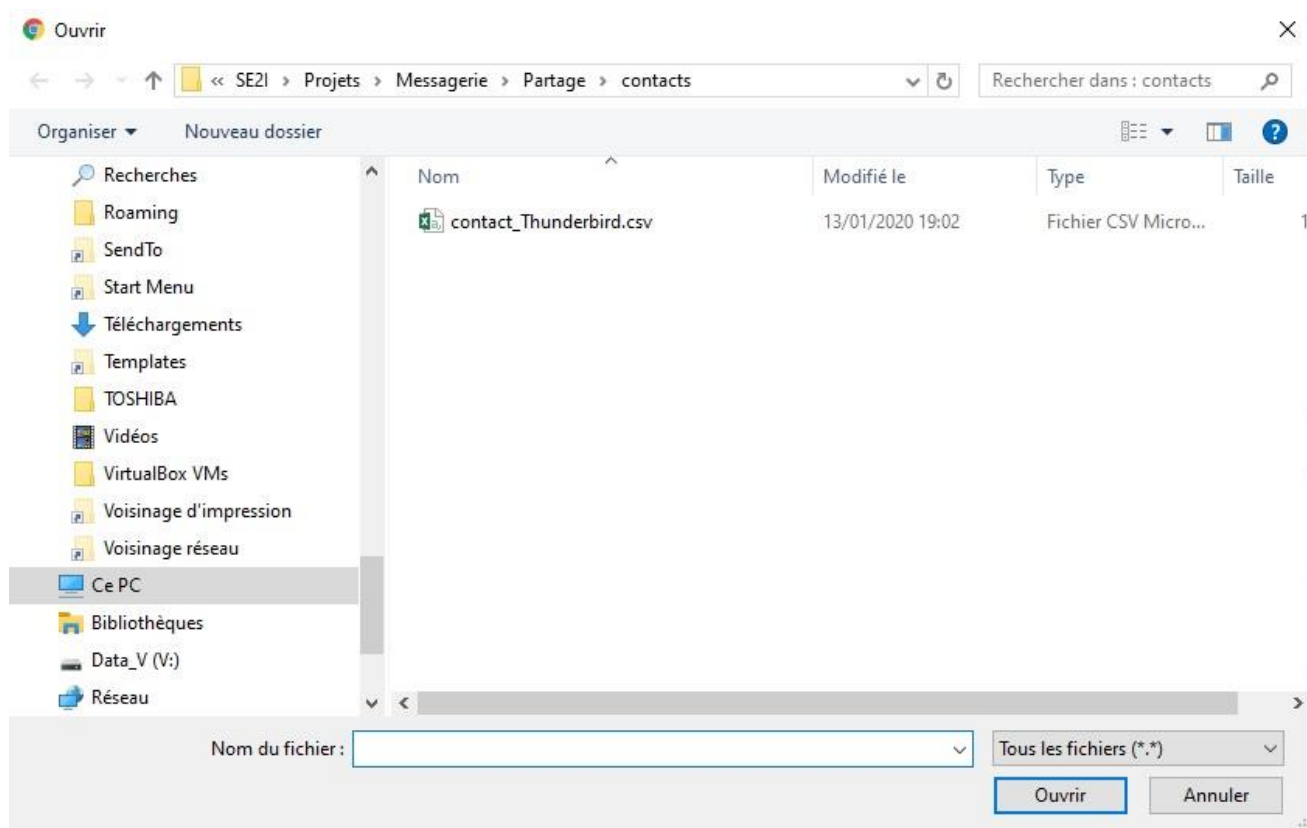 Ouvrir
« SE2I › Projets › Messagerie › Partage › contacts
Rechercher dans : contacts
Organiser
Nouveau dossier
Nom
Modifié le
Type
Taille
contact_Thunderbird.csv
13/01/2020 19:02
Fichier CSV Micro...
1
Recherches
Roaming
SendTo
Start Menu
Téléchargements
Templates
TOSHIBA
Vidéos
VirtualBox VMs
Voisinage d'impression
Voisinage réseau
Ce PC
Bibliothèques
Data_V (V:)
Réseau
Nom du fichier :
Tous les fichiers (*.*)
Ouvrir
Annuler